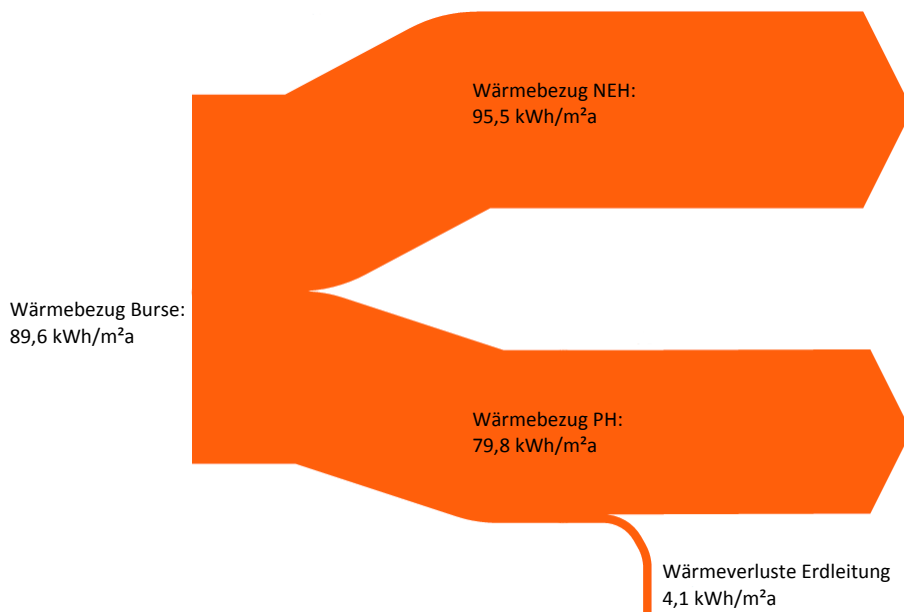 Wärmebezug NEH:
95,5 kWh/m²a
Wärmebezug Burse:
89,6 kWh/m²a
Wärmebezug PH:
79,8 kWh/m²a
Wärmeverluste Erdleitung
4,1 kWh/m²a